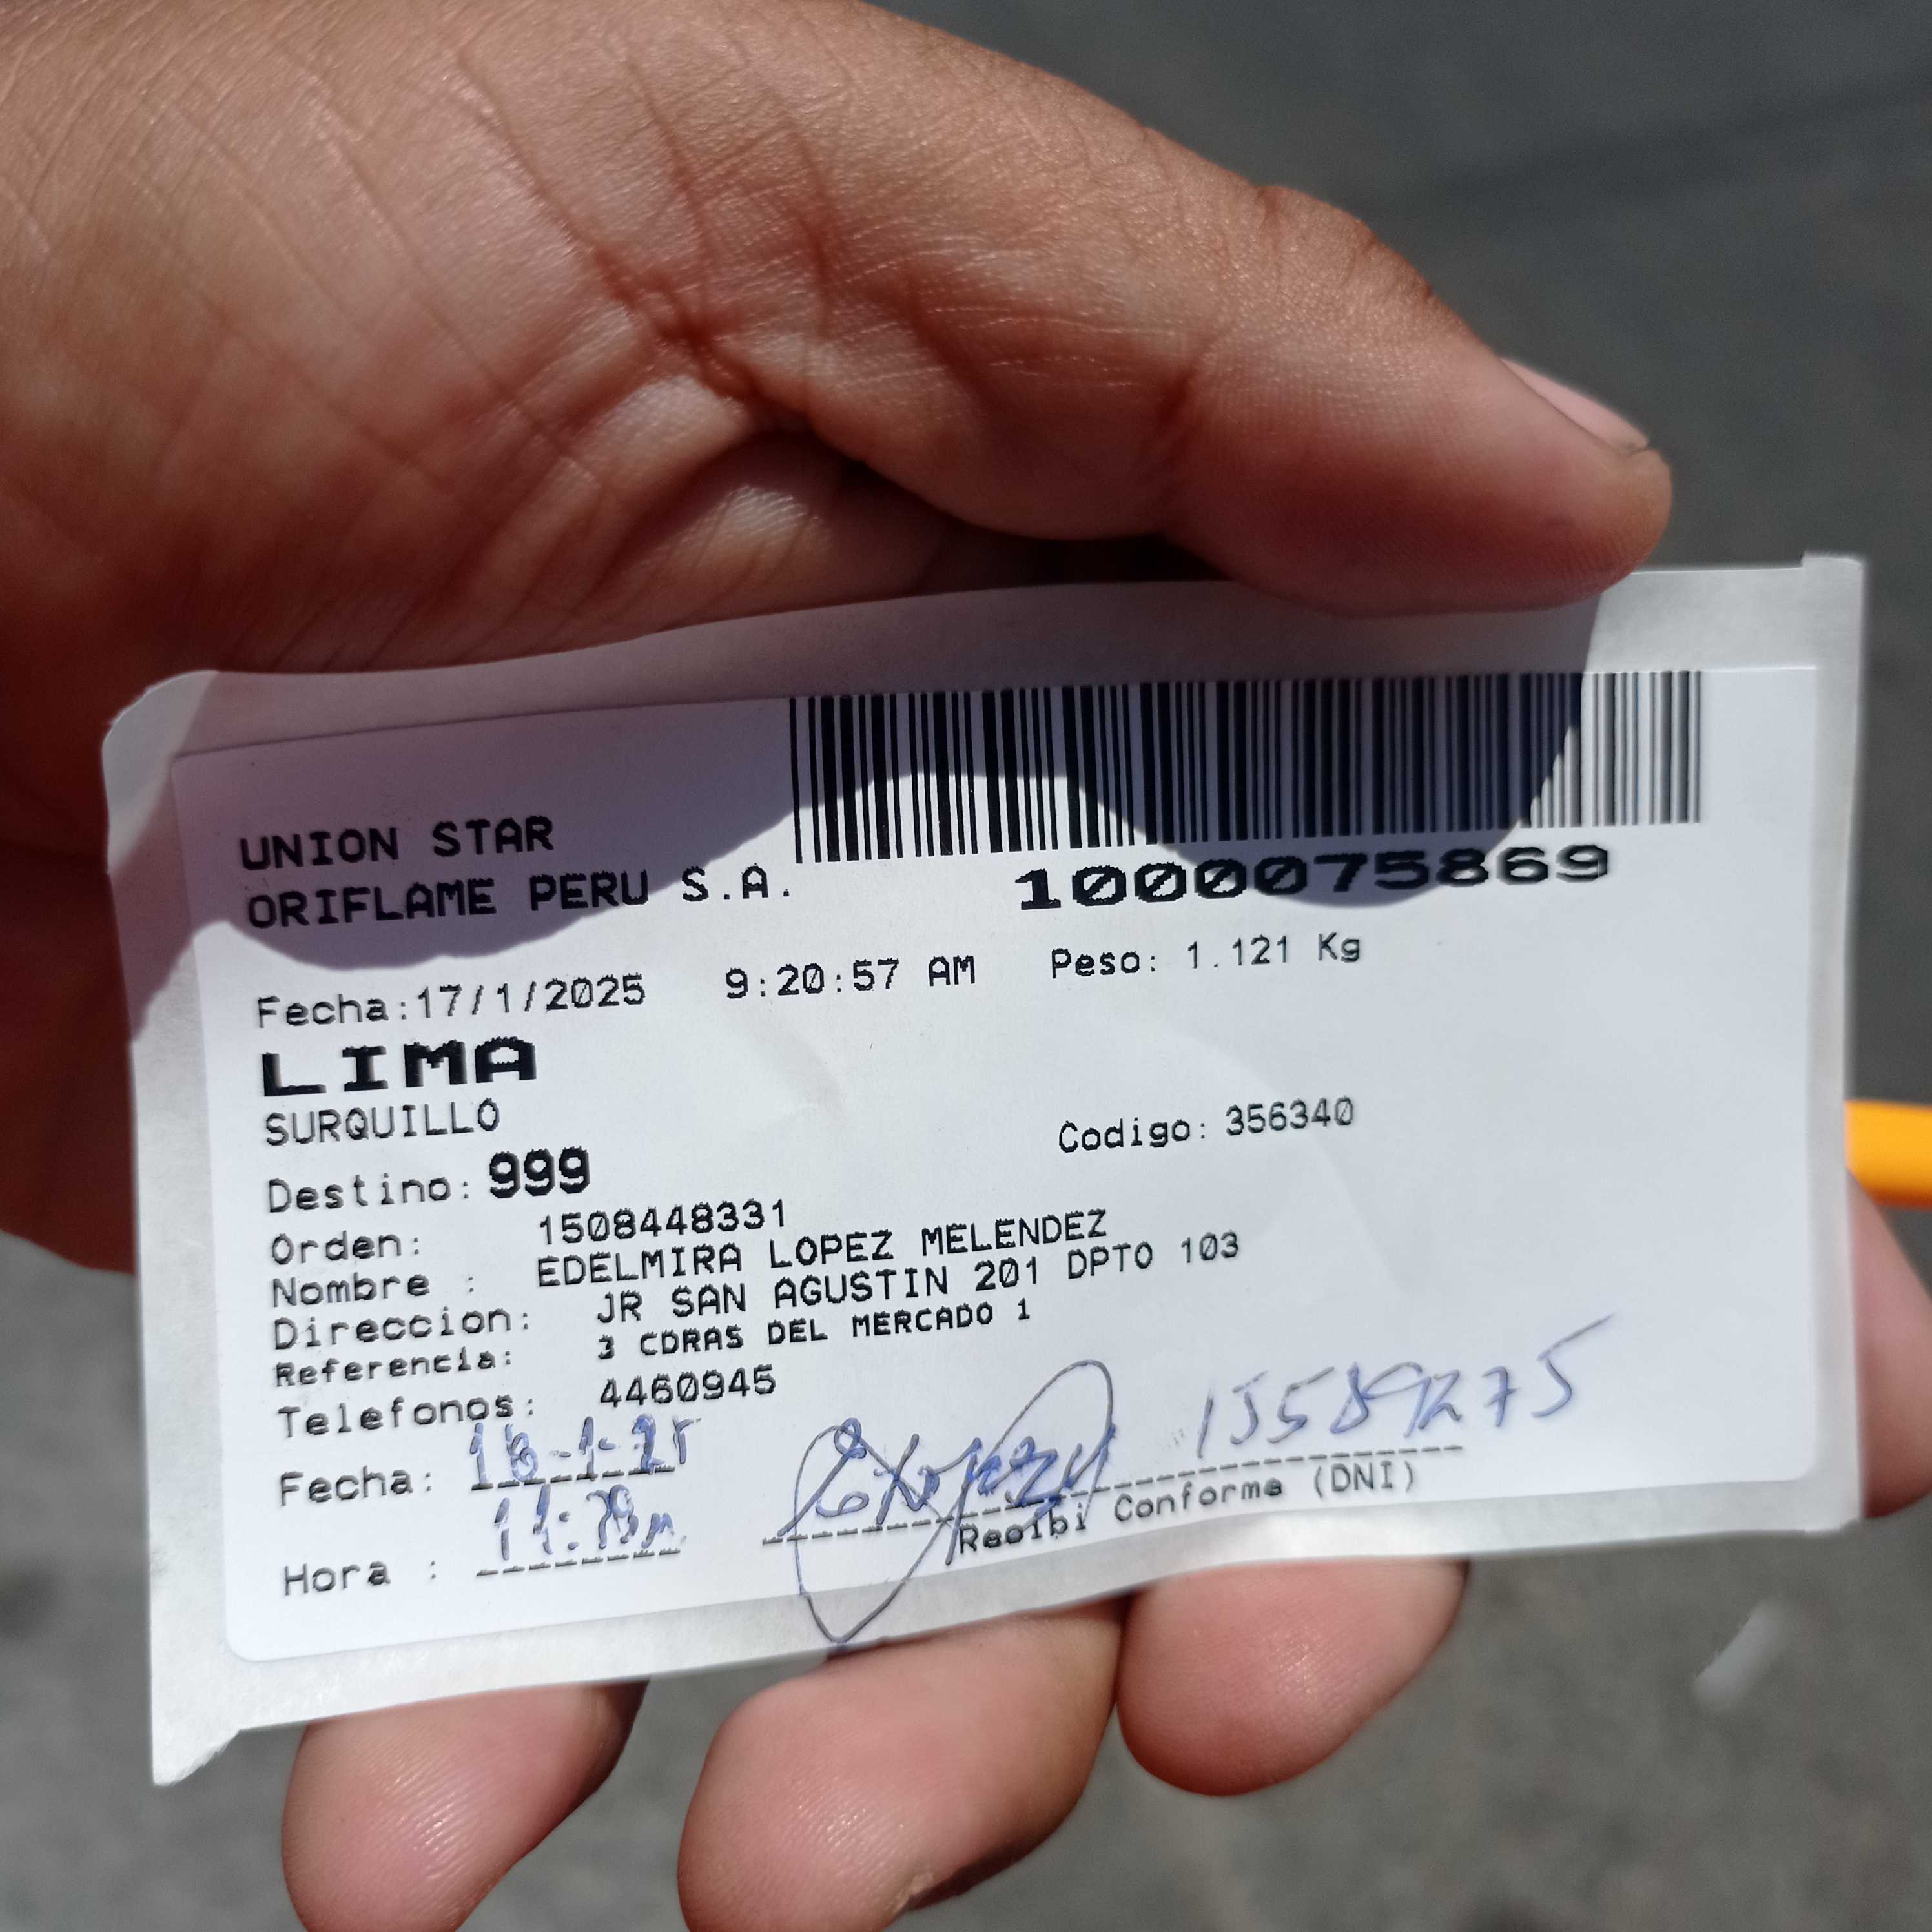 UNION STAR
ORIFLAME PERU S.A.
1000075869
Fecha:17/1/2025 9:20:57 AM Peso: 1.121 Kg
LIMA
SURQUILLO
Codigo: 356340
Destino: 999
Orden: 1508448331
Nombre : EDELMIRA LOPEZ MELENDEZ
Direccion: JR SAN AGUSTIN 201 DPTO 103
Referencia: 3 CDRAS DEL MERCADO 1
Telefonos: 4460945
Fecha:
Hora :
Recibi Conforme (DNI)